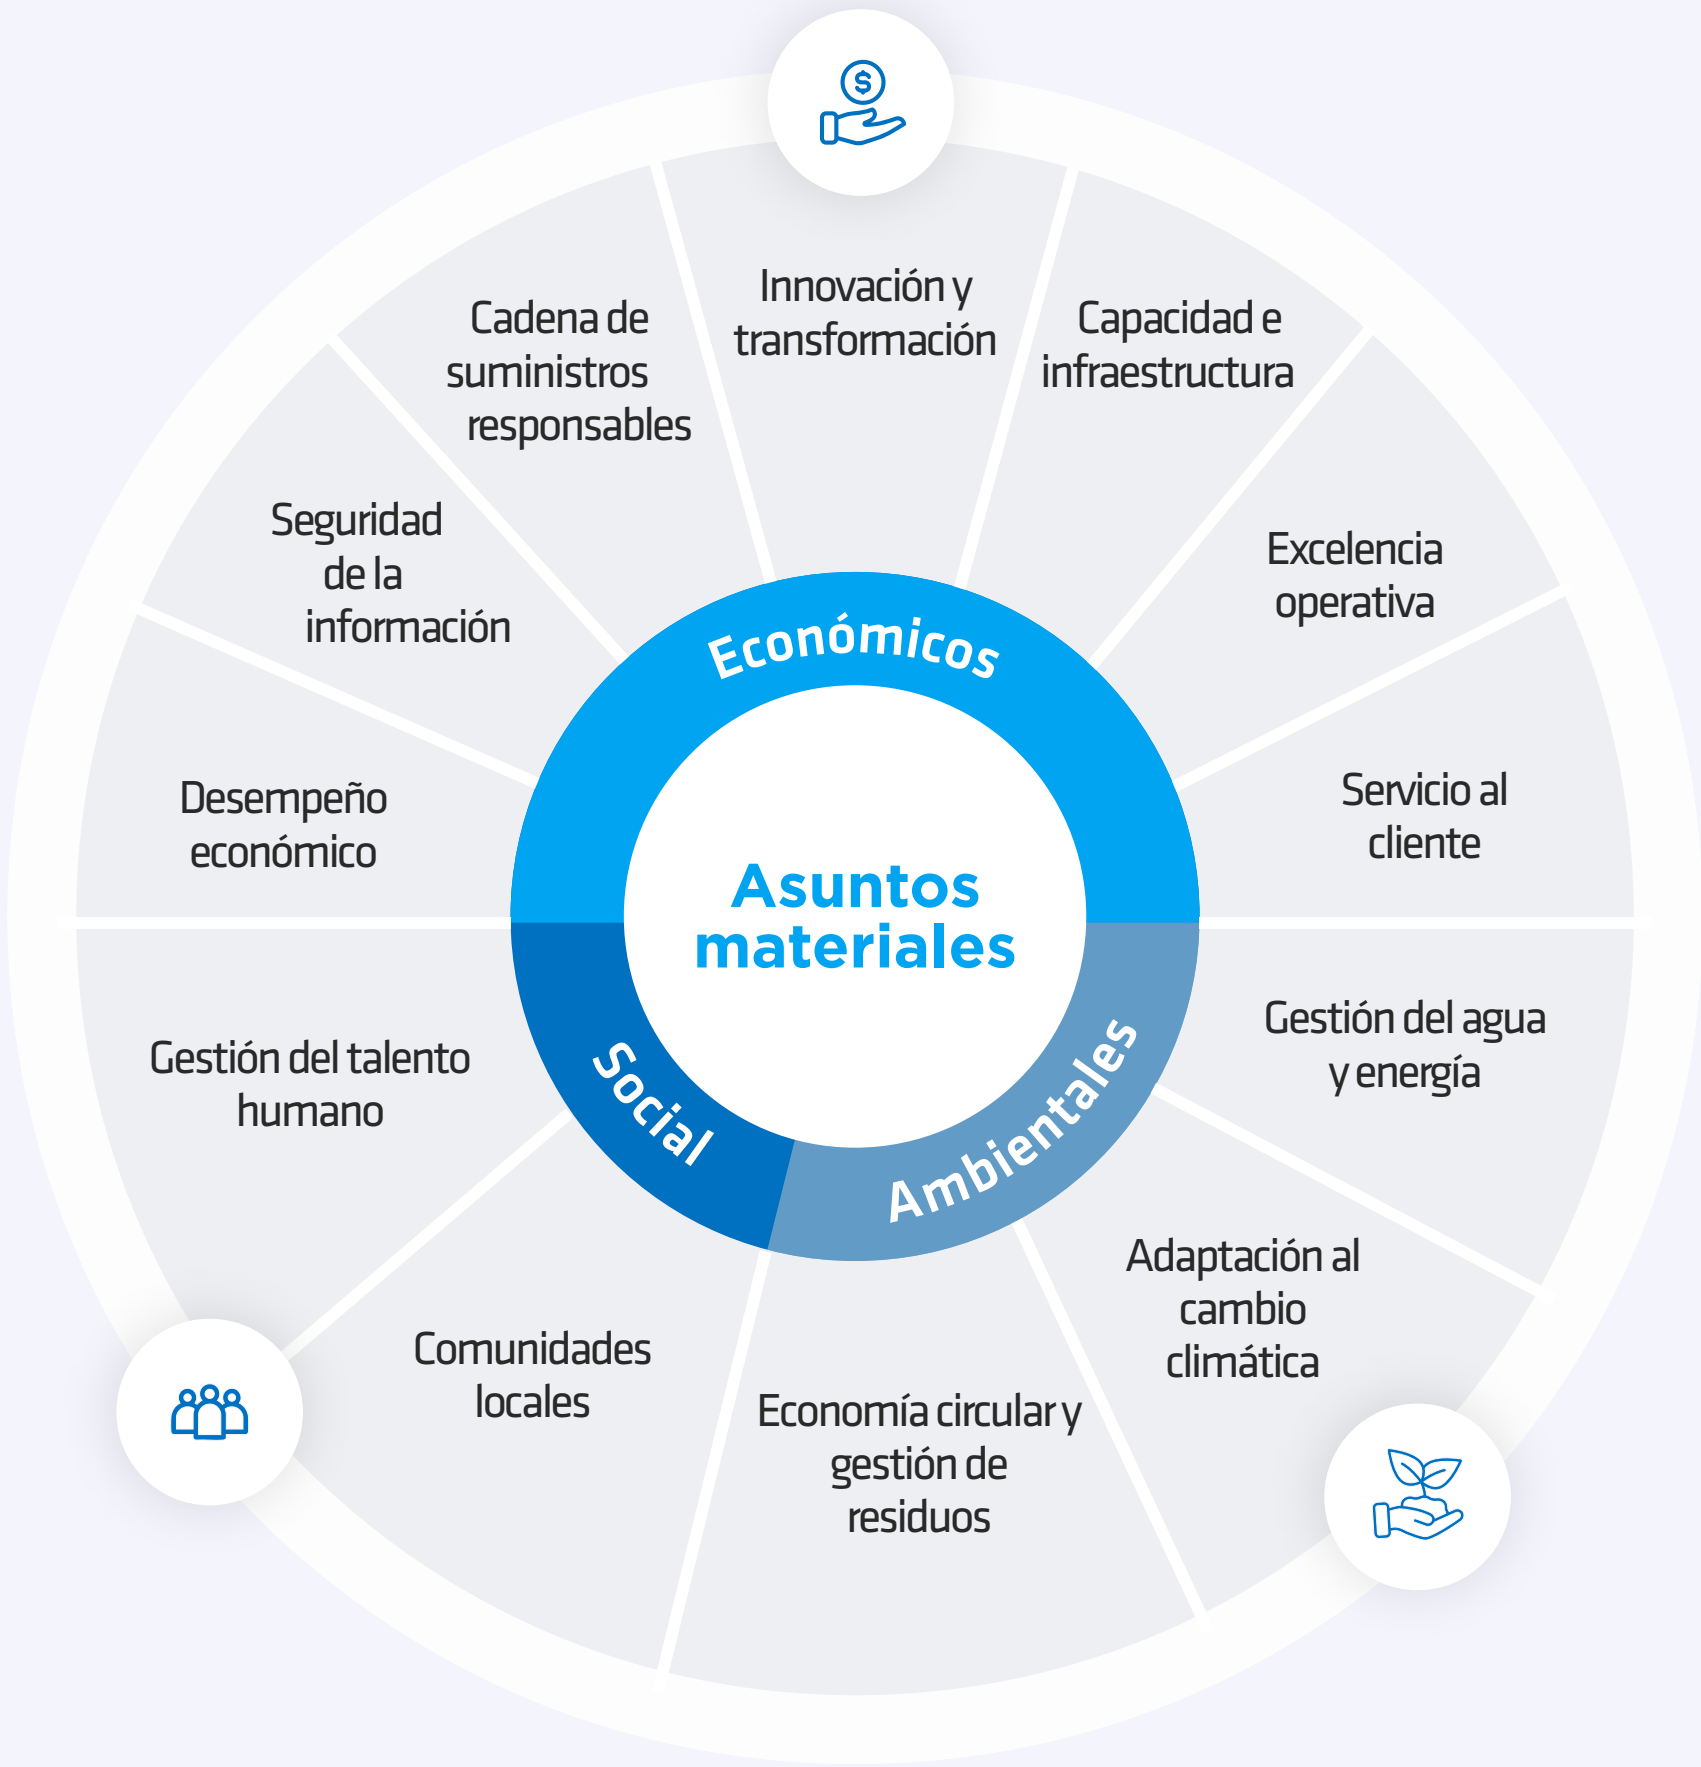 Asuntos
materiales
Económicos
Desempeño
económico
Seguridad
de la
información
Cadena de
suministros
responsables
Innovación y
transformación
Capacidad e
infraestructura
Excelencia
operativa
Servicio al
cliente
Ambientales
Gestión del agua
y energía
Adaptación al
cambio
climática
Economía circular y
gestión de
residuos
Social
Comunidades
locales
Gestión del talento
humano
$